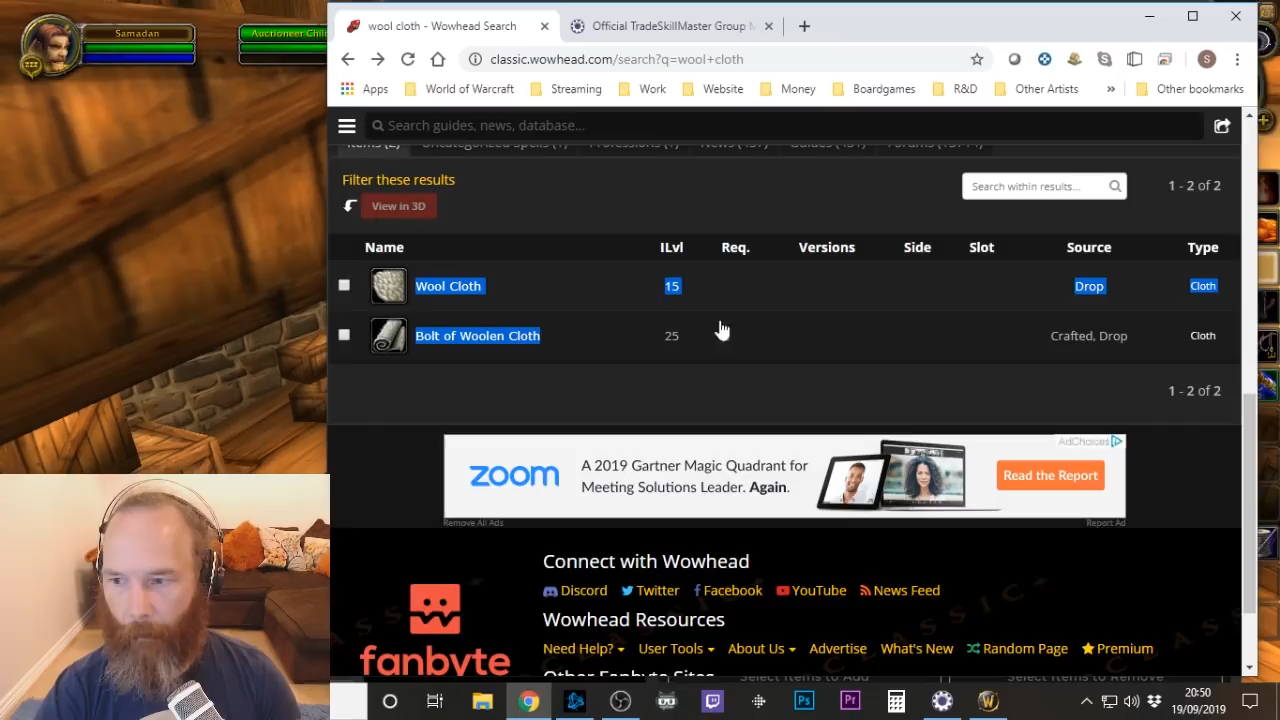 Samadan
Auctioneer Chil
wool cloth - Wowhead Search
Official TradeSkillMaster Group M
classic.wowhead.com/search?q=wool+cloth
S
Apps
World of Warcraft
Streaming
Work
Website
Money
Boardgames
R&D
Other Artists
»
Other bookmarks
Search guides, news, database...
Filter these results
View in 3D
Search within results...
1 - 2 of 2
Name
ILvl
Req.
Versions
Side
Slot
Source
Type
Wool Cloth
15
Drop
Cloth
Bolt of Woolen Cloth
25
Crafted, Drop
Cloth
1 - 2 of 2
AdChoices
zoom
A 2019 Gartner Magic Quadrant for
Meeting Solutions Leader. Again.
Read the Report
Remove All Ads
Report Ad
Connect with Wowhead
Discord
Twitter
Facebook
YouTube
News Feed
Wowhead Resources
Need Help?
User Tools
About Us
Advertise
What's New
Random Page
Premium
fanbyte
Other Fanbyte Sites
Ps
Pr
20:50
19/09/2019